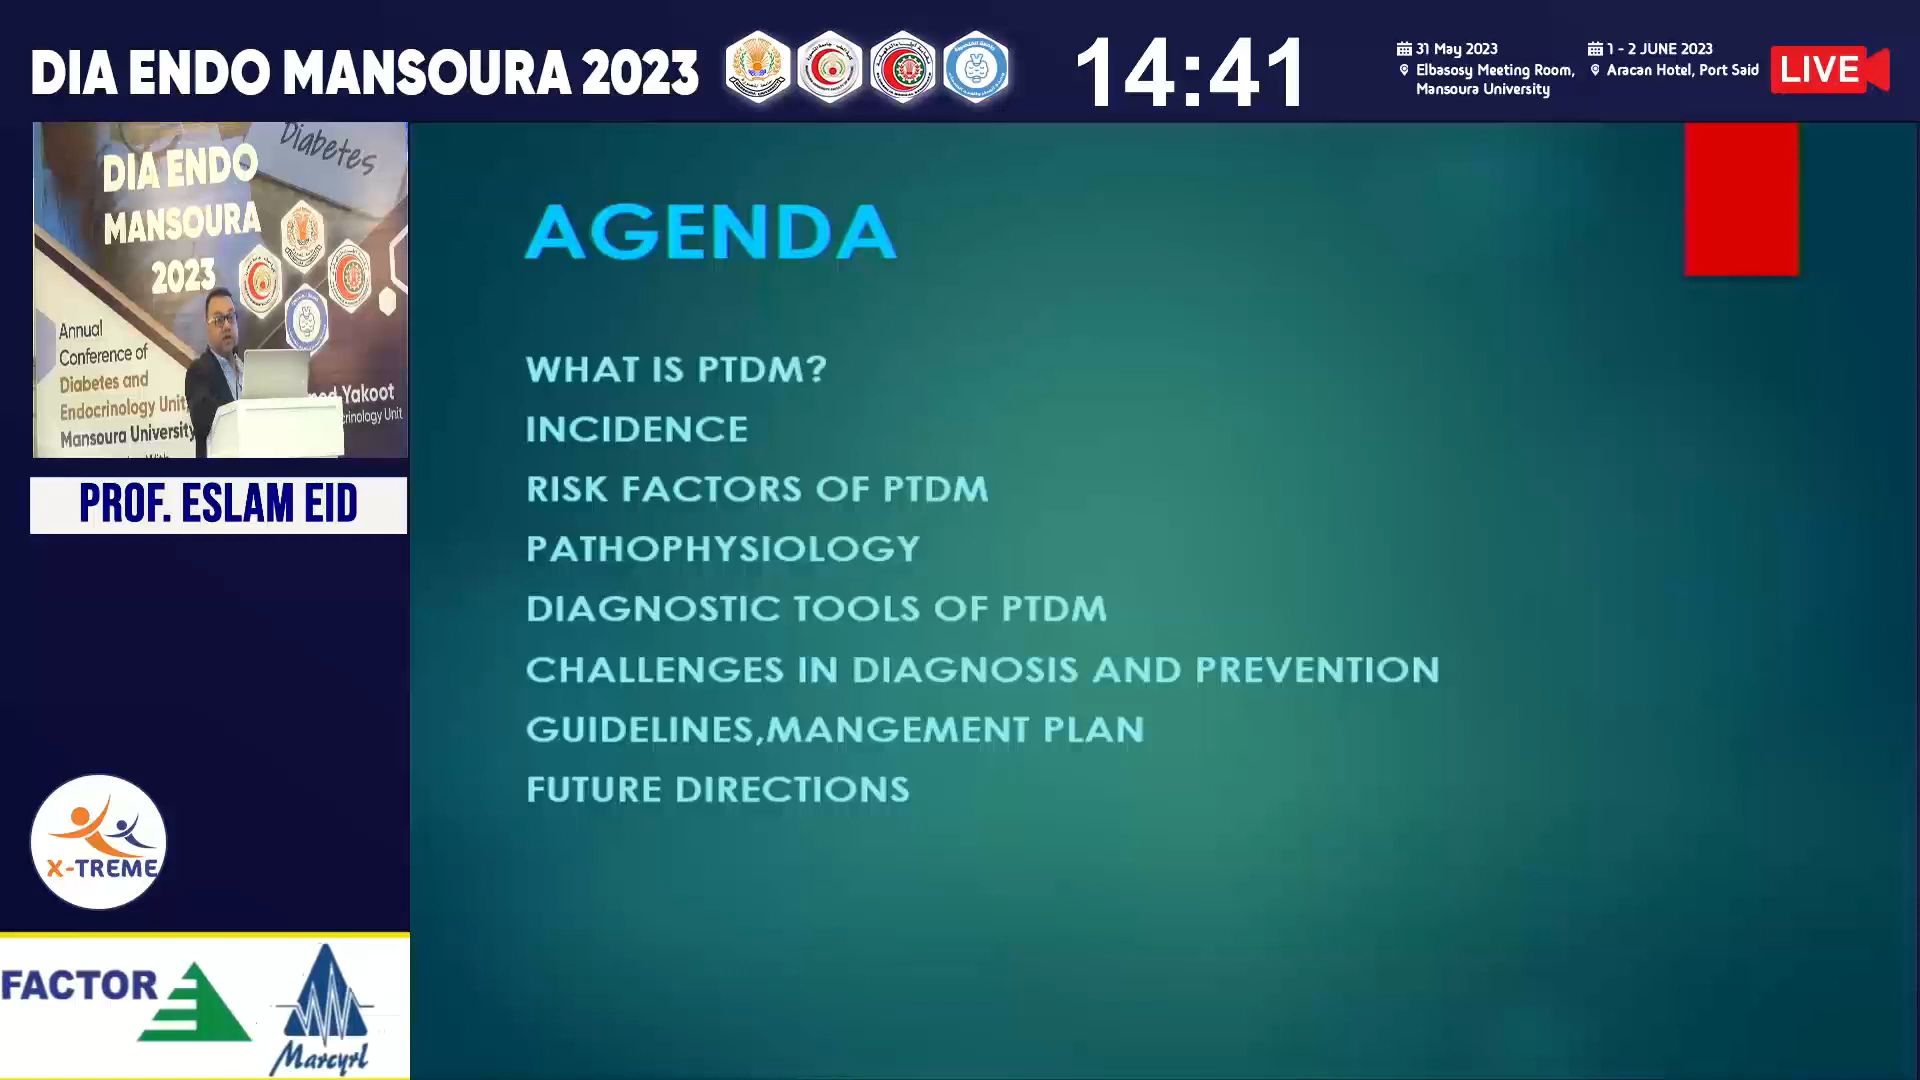 DIA ENDO MANSOURA 2023
14:41
31 May 2023
Elbasosy Meeting Room,
Mansoura University
1 - 2 JUNE 2023
Aracan Hotel, Port Said
LIVE
Diabetes
DIA ENDO
MANSOURA
2023
Annual
Conference of
Diabetes and
Endocrinology Unit,
Mansoura University
Yakoot
Unit
PROF. ESLAM EID
X-TREME
FACTOR
Marcyrl
AGENDA
WHAT IS PTDM?
INCIDENCE
RISK FACTORS OF PTDM
PATHOPHYSIOLOGY
DIAGNOSTIC TOOLS OF PTDM
CHALLENGES IN DIAGNOSIS AND PREVENTION
GUIDELINES,MANGEMENT PLAN
FUTURE DIRECTIONS